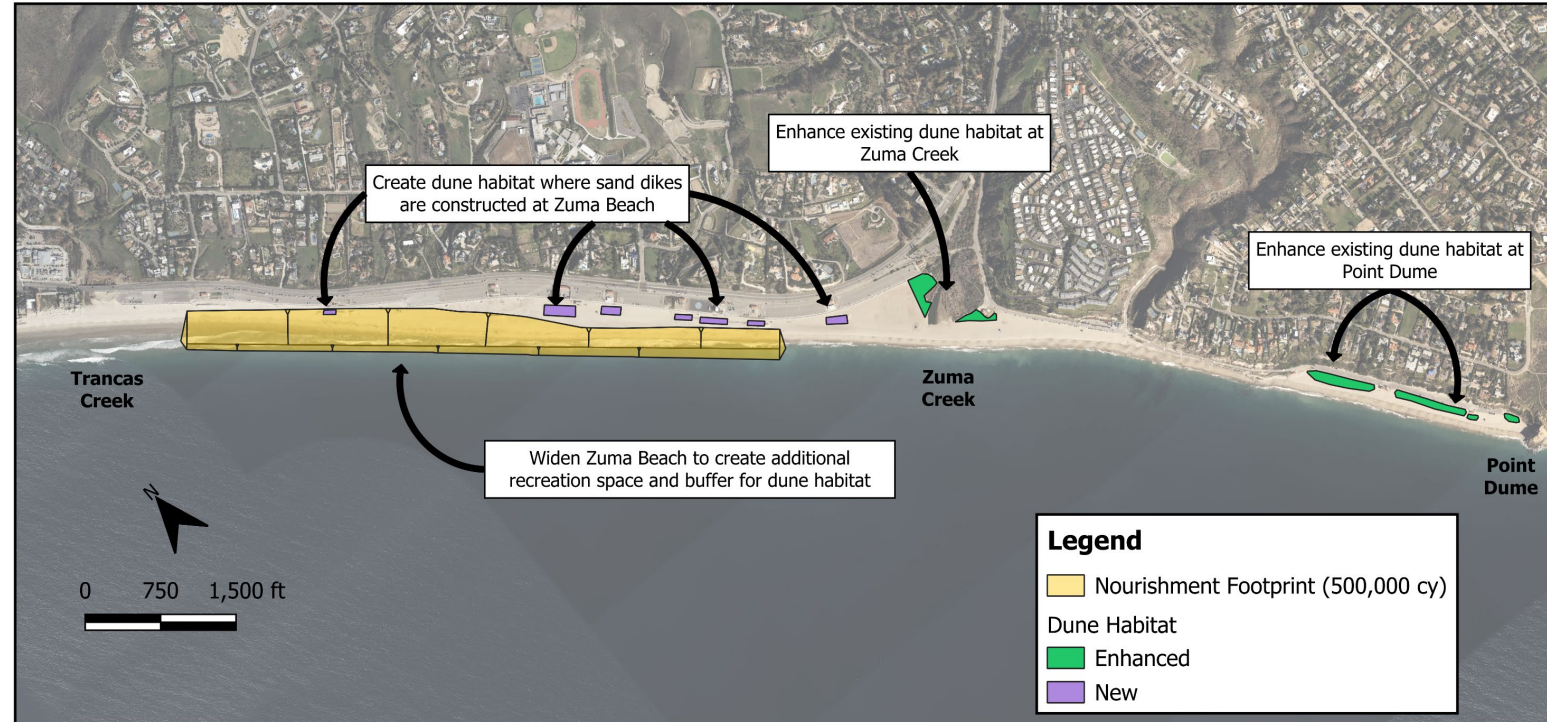 Enhance existing dune habitat at
Zuma Creek
Create dune habitat where sand dikes
are constructed at Zuma Beach
Enhance existing dune habitat at
Point Dume
Trancas
Creek
Zuma
Creek
Widen Zuma Beach to create additional
recreation space and buffer for dune habitat
Point
Dume
N
0 750 1,500 ft
Legend
Nourishment Footprint (500,000 cy)
Dune Habitat
Enhanced
New